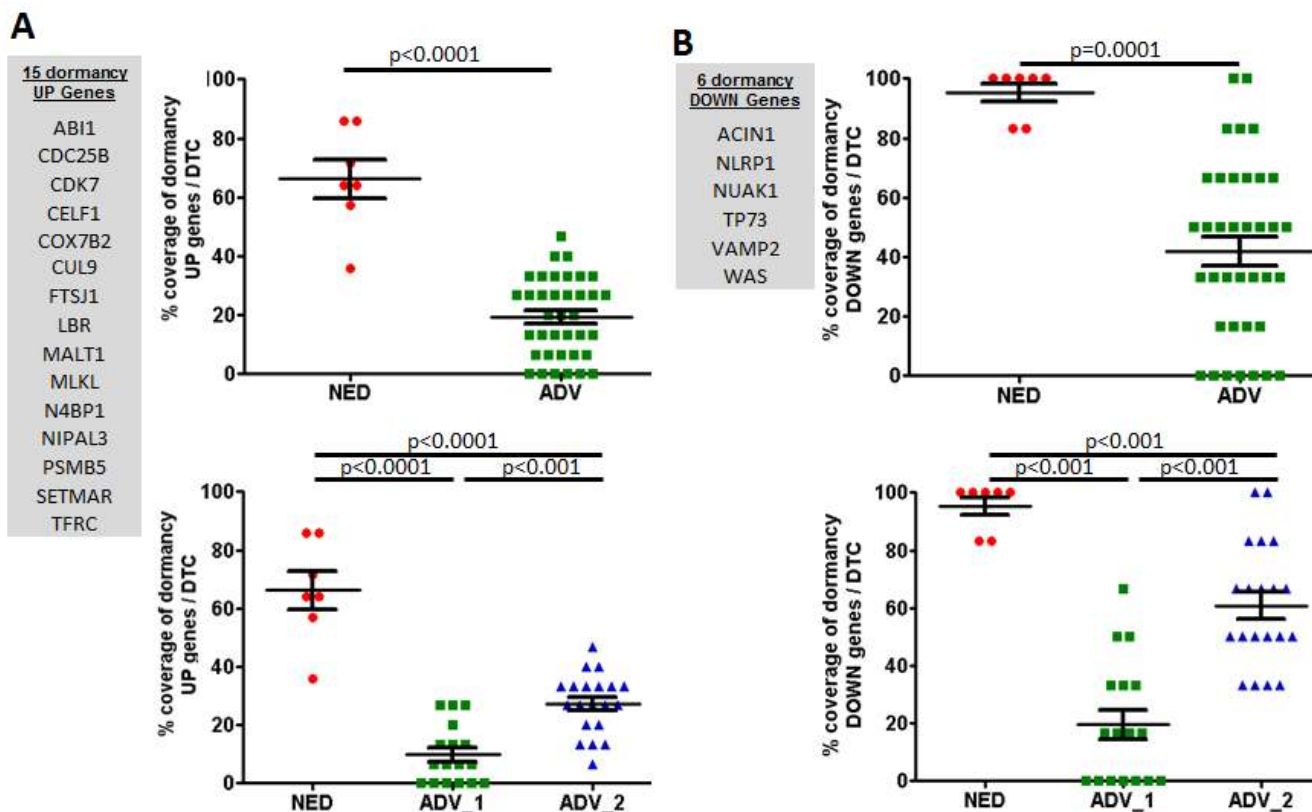 A
15 dormancy
UP Genes
ABI1
CDC25B
CDK7
CELF1
COX7B2
CUL9
FTSJ1
LBR
MALT1
MLKL
N4BP1
NIPAL3
PSMB5
SETMAR
TFRC
p<0.0001
% coverage of dormancy
UP genes / DTC
100
80
60
40
20
0
NED
ADV
p<0.0001
p<0.0001
p<0.001
% coverage of dormancy
UP genes / DTC
100
80
60
40
20
0
NED
ADV_1
ADV_2
B
6 dormancy
DOWN Genes
ACIN1
NLRP1
NUAK1
TP73
VAMP2
WAS
p=0.0001
% coverage of dormancy
DOWN genes / DTC
100
80
60
40
20
0
NED
ADV
p<0.0001
p<0.001
p<0.001
% coverage of dormancy
DOWN genes / DTC
100
80
60
40
20
0
NED
ADV_1
ADV_2